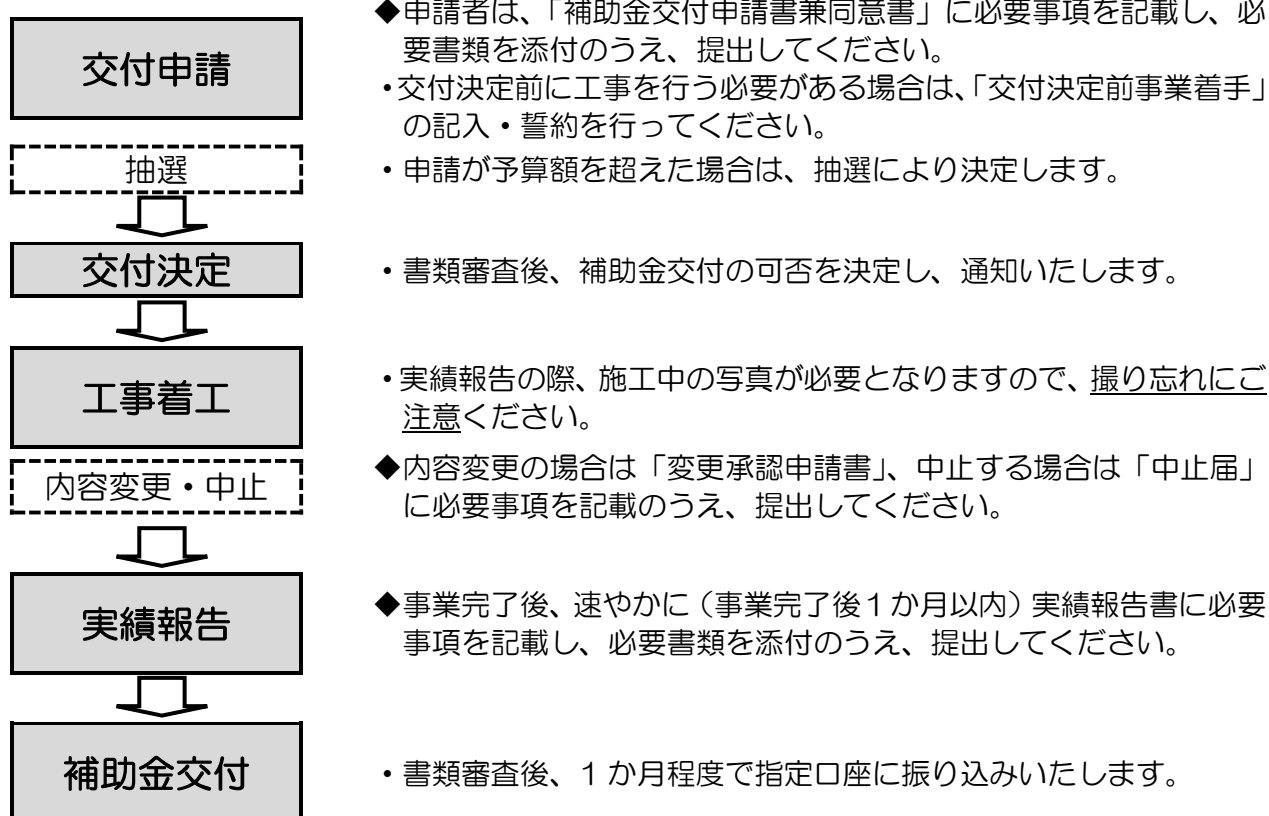 交付申請
◆申請者は、「補助金交付申請書兼同意書」に必要事項を記載し、必
要書類を添付のうえ、提出してください。
・交付決定前に工事を行う必要がある場合は、「交付決定前事業着手」
の記入・誓約を行ってください。
抽選
・申請が予算額を超えた場合は、抽選により決定します。
交付決定
・書類審査後、補助金交付の可否を決定し、通知いたします。
工事着工
・実績報告の際、施工中の写真が必要となりますので、撮り忘れにご
注意ください。
内容変更・中止
◆内容変更の場合は「変更承認申請書」、中止する場合は「中止届」
に必要事項を記載のうえ、提出してください。
実績報告
◆事業完了後、速やかに（事業完了後１か月以内）実績報告書に必要
事項を記載し、必要書類を添付のうえ、提出してください。
補助金交付
・書類審査後、１か月程度で指定口座に振り込みいたします。